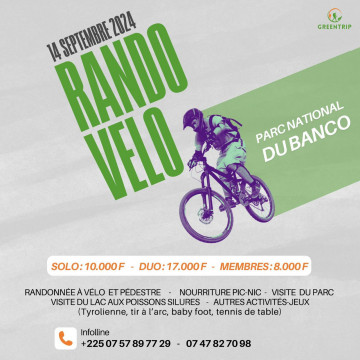 GREENTRIP
14 SEPTEMBRE 2024
RANDO
VELO
PARC NATIONAL
DU BANCO
SOLO : 10.000 F - DUO : 17.000 F - MEMBRES : 8.000 F
RANDONNÉE À VÉLO ET PÉDESTRE - NOURRITURE PIC-NIC - VISITE DU PARC
VISITE DU LAC AUX POISSONS SILURES - AUTRES ACTIVITÉS-JEUX
(Tyrolienne, tir à l'arc, baby foot, tennis de table)
Infolline
+225 07 57 89 77 29 - 07 47 82 70 98